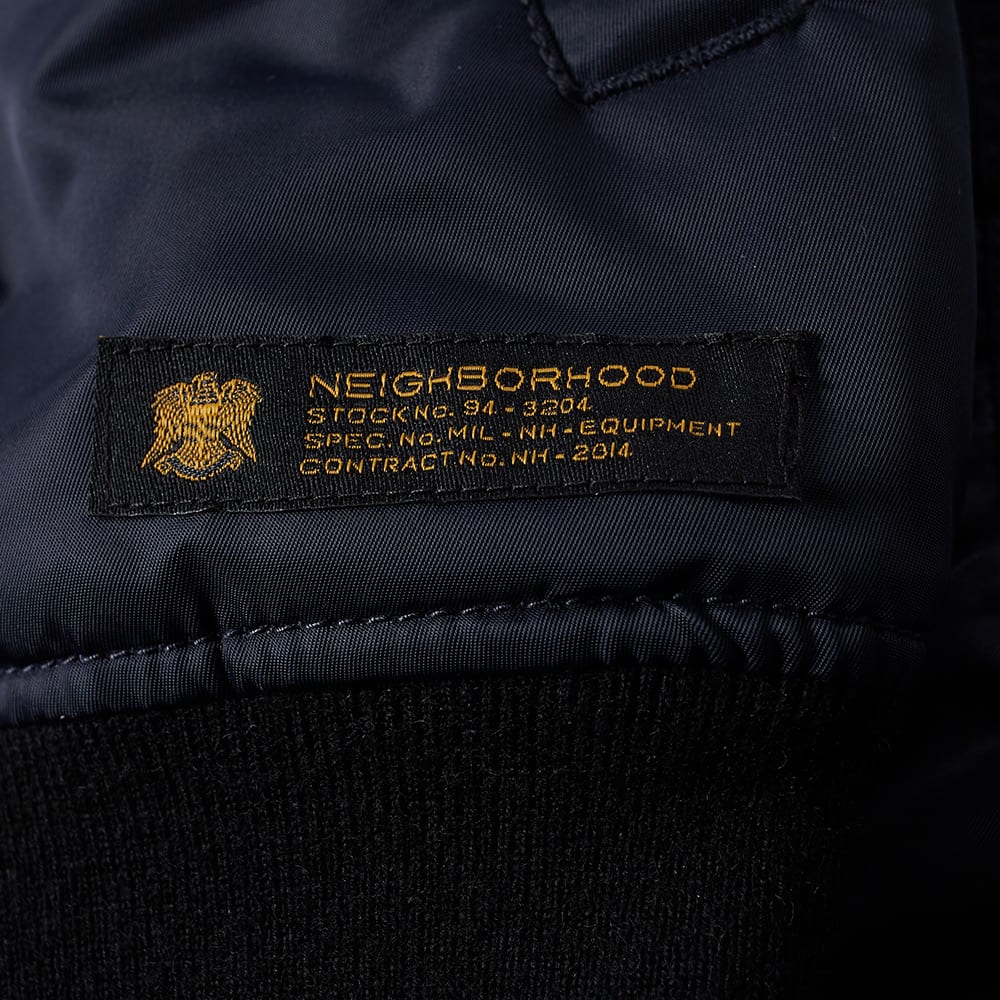 NEIGHBORHOOD
STOCK No. 94-3204
SPEC. No. MIL-NH-EQUIPMENT
CONTRACT No. NH-2014